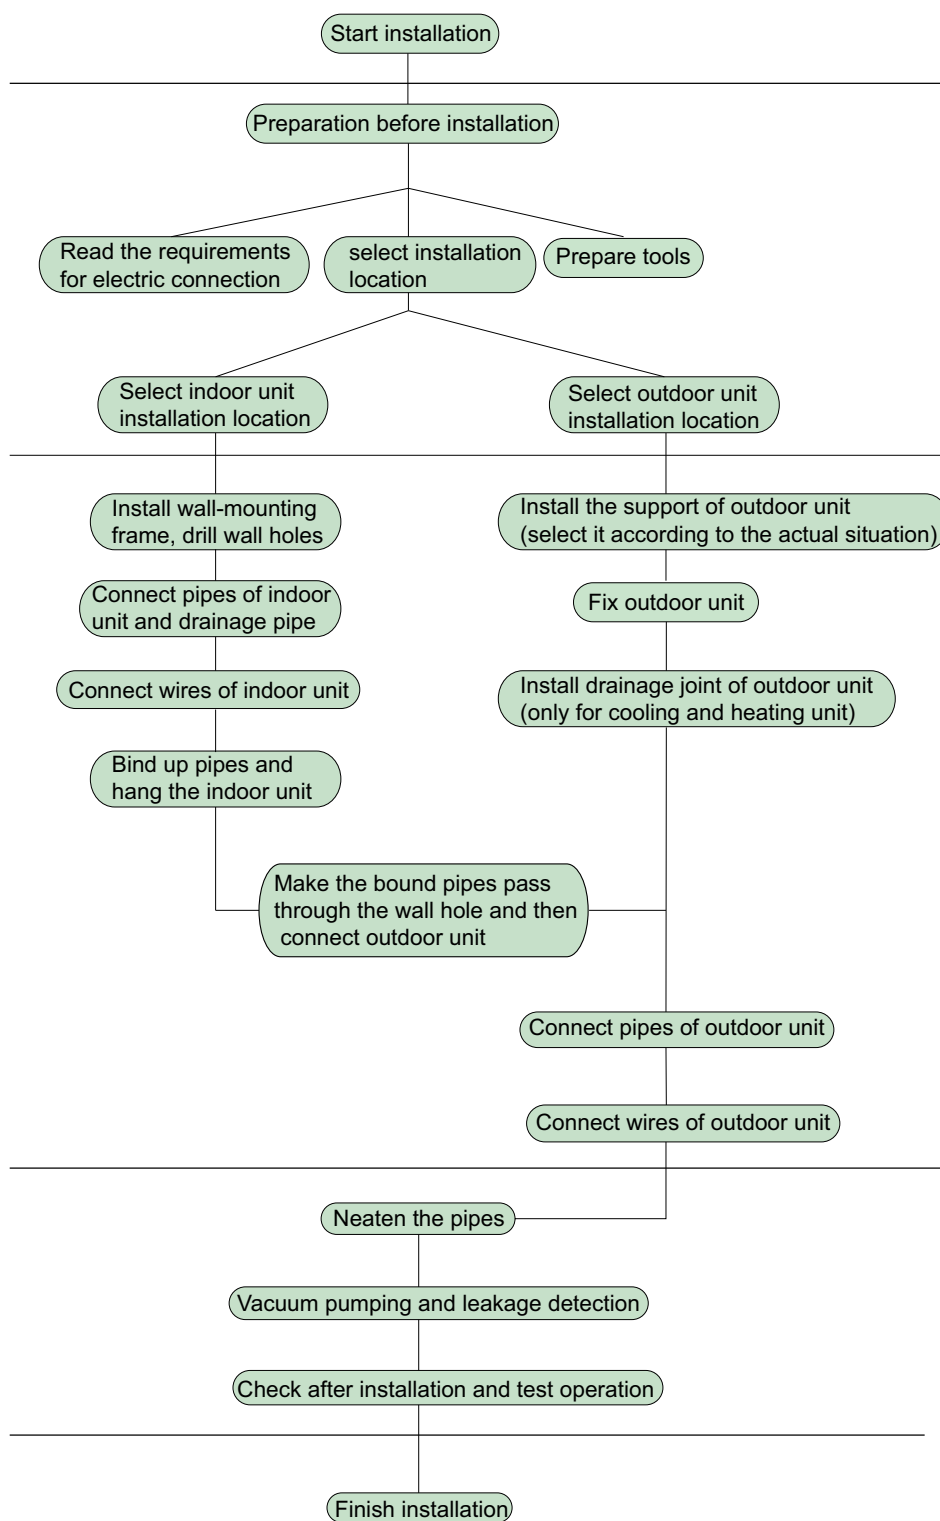 Start installation
Preparation before installation
Read the requirements
for electric connection
select installation
location
Prepare tools
Select indoor unit
installation location
Select outdoor unit
installation location
Install wall-mounting
frame, drill wall holes
Install the support of outdoor unit
(select it according to the actual situation)
Connect pipes of indoor
unit and drainage pipe
Fix outdoor unit
Connect wires of indoor unit
Install drainage joint of outdoor unit
(only for cooling and heating unit)
Bind up pipes and
hang the indoor unit
Make the bound pipes pass
through the wall hole and then
connect outdoor unit
Connect pipes of outdoor unit
Connect wires of outdoor unit
Neaten the pipes
Vacuum pumping and leakage detection
Check after installation and test operation
Finish installation